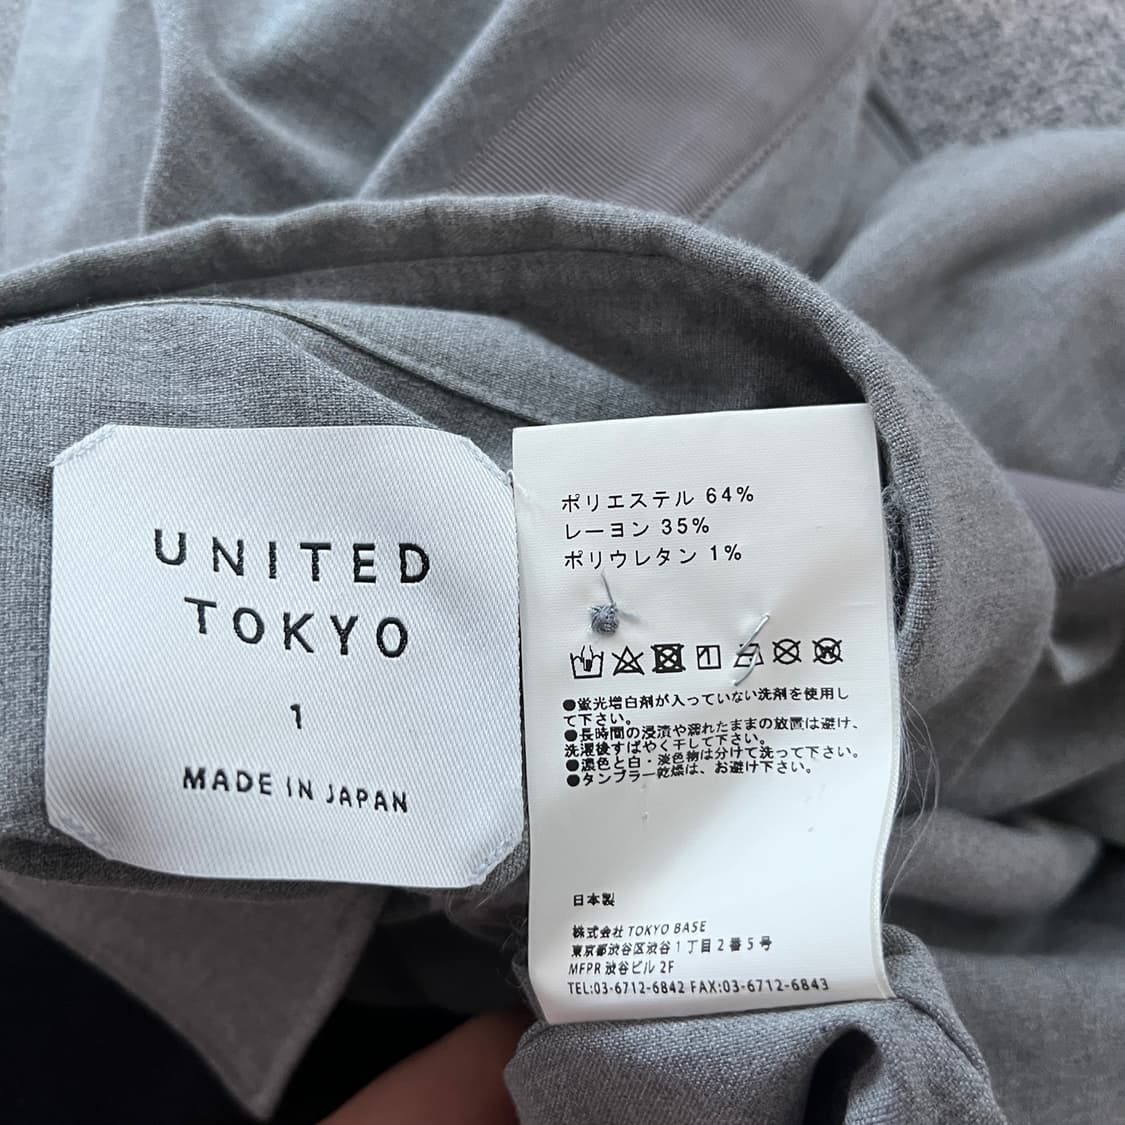 UNITED
TOKYO
1
MADE IN JAPAN
ポリエステル 64%
レーヨン 35%
ポリウレタン 1%
●蛍光増白剤が入っていない洗剤を使用し
て下さい。
●長時間の浸漬や濡れたままの放置は避け、
洗濯後すばやく干して下さい。
●濃色と白・淡色物は分けて洗って下さい。
●タンブラー乾燥は、お避け下さい。
日本製
株式会社 TOKYO BASE
東京都渋谷区渋谷1丁目2番5号
MFPR 渋谷ビル 2F
TEL:03-6712-6842 FAX:03-6712-6843